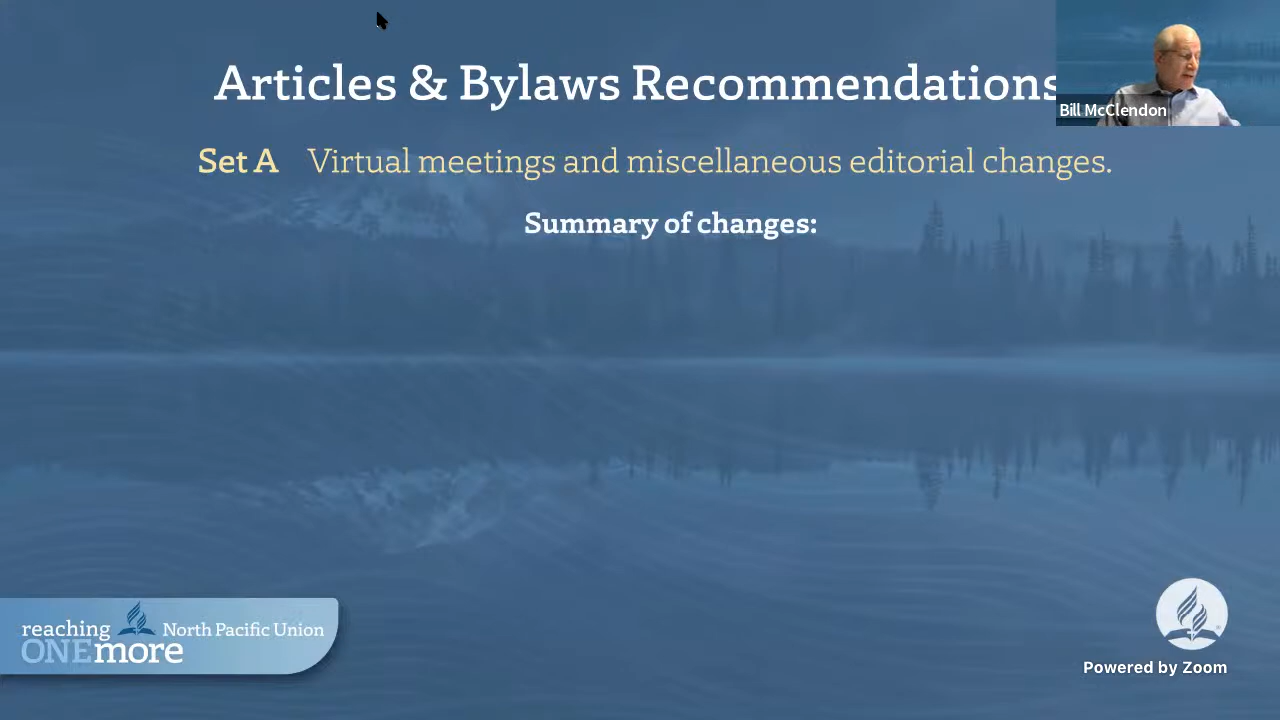 Articles & Bylaws Recommendations
Bill McClendon
Set A Virtual meetings and miscellaneous editorial changes.
Summary of changes:
reaching
ONEmore
North Pacific Union
Powered by Zoom